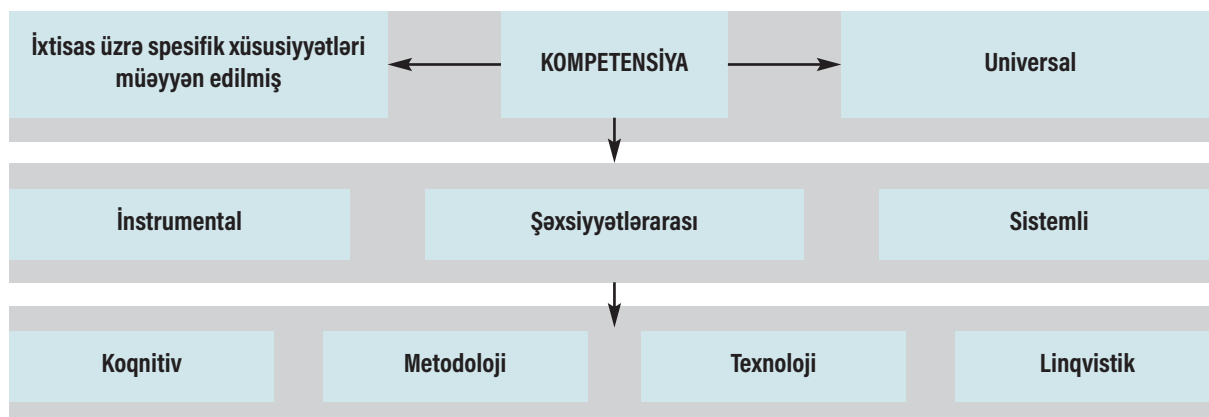 İxtisas üzrə spesifik xüsusiyyətləri
müəyyən edilmiş
KOMPETENSİYA
Universal
İnstrumental
Şəxsiyyətlərarası
Sistemli
Koqnitiv
Metodoloji
Texnoloji
Linqvistik